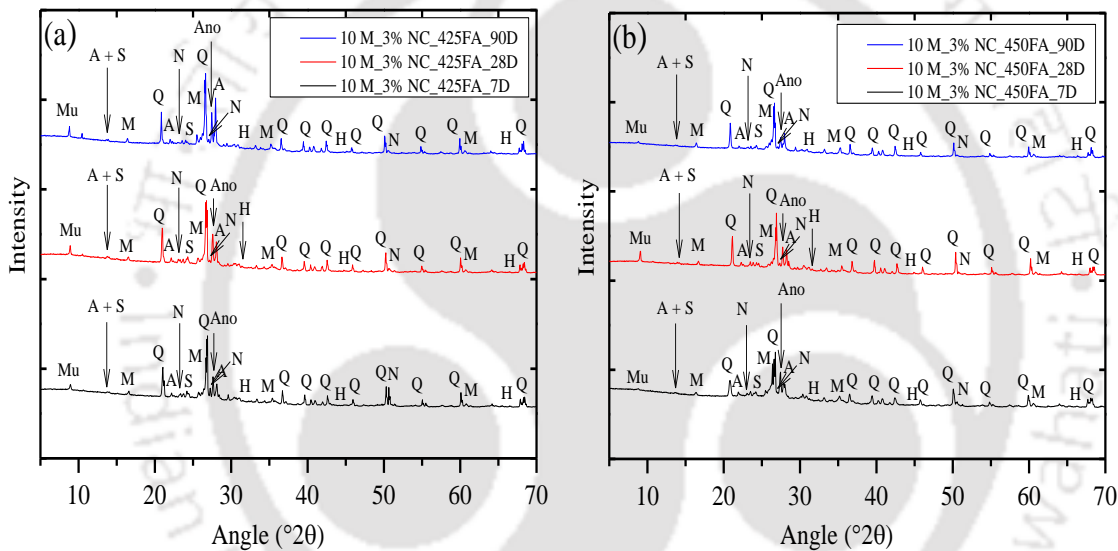 (a)
10 M_3% NC_425FA_90D
10 M_3% NC_425FA_28D
10 M_3% NC_425FA_7D
Ano
A + S N Q
Mu M Q A S M A N H M Q Q Q H Q Q N Q Q M H Q
A + S N Q Ano
Mu M Q A S M A N H M Q Q Q H Q Q N Q Q M H Q
A + S N Q Ano
Mu M Q A S M A N H M Q Q Q H Q Q N Q Q M H Q
10 20 30 40 50 60 70
Angle (°2θ)
Intensity
(b)
10 M_3% NC_450FA_90D
10 M_3% NC_450FA_28D
10 M_3% NC_450FA_7D
A + S N Q Ano
Mu M Q A S M A N H M Q Q Q H Q Q N Q Q M H Q
A + S N Q Ano
Mu M Q A S M A N H M Q Q Q H Q Q N Q Q M H Q
Ano
A + S N Q
Mu M Q A S M A N H M Q Q Q H Q Q N Q Q M H Q
10 20 30 40 50 60 70
Angle (°2θ)
Intensity